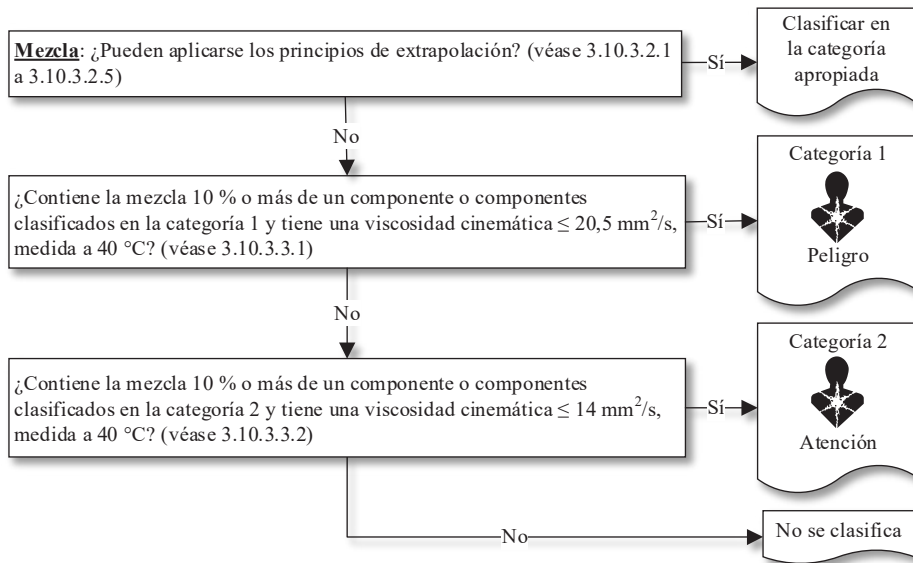 Mezcla: ¿Pueden aplicarse los principios de extrapolación? (véase 3.10.3.2.1
a 3.10.3.2.5)
Sí
Clasificar en
la categoría
apropiada
No
¿Contiene la mezcla 10 % o más de un componente o componentes
clasificados en la categoría 1 y tiene una viscosidad cinemática ≤ 20,5 mm²/s,
medida a 40 °C? (véase 3.10.3.3.1)
Sí
Categoría 1
Peligro
No
¿Contiene la mezcla 10 % o más de un componente o componentes
clasificados en la categoría 2 y tiene una viscosidad cinemática ≤ 14 mm²/s,
medida a 40 °C? (véase 3.10.3.3.2)
Sí
Categoría 2
Atención
No
No se clasifica